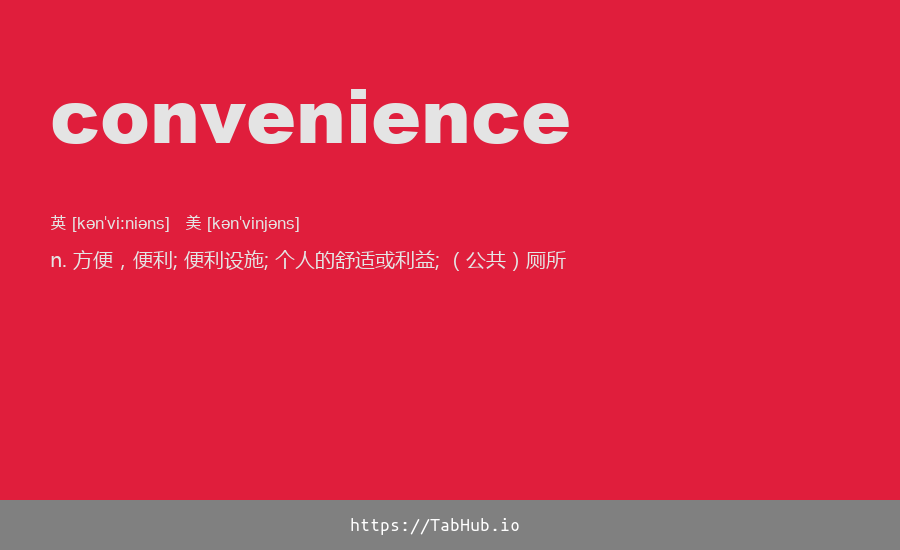 convenience
英 [kən'viːniəns] 美 [kən'vinjəns]
n. 方便，便利; 便利设施; 个人的舒适或利益; （公共）厕所
https://TabHub.io